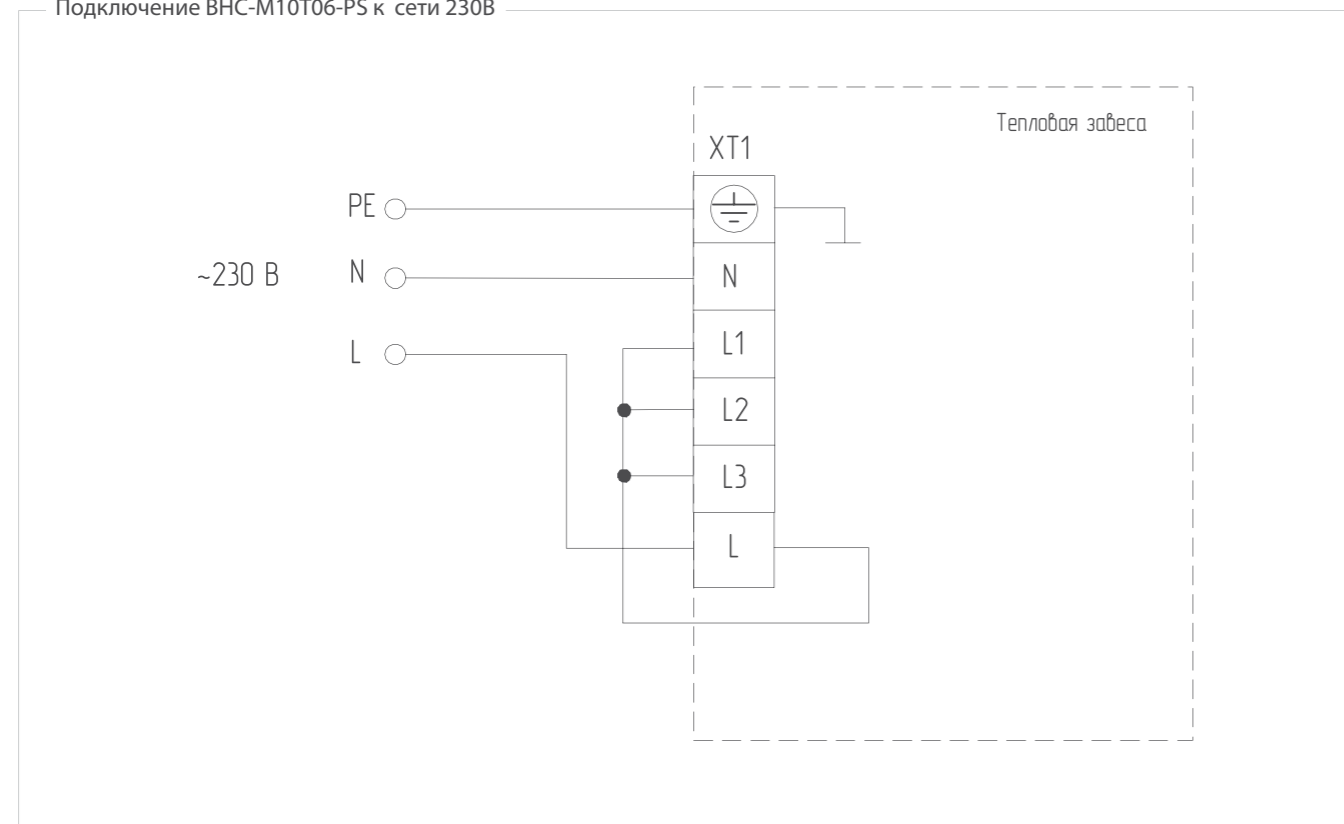 Подключение BHC-M10T06-PS к сети 230В
Тепловая завеса
XT1
PE
N
~230 В
N
L1
L
L2
L3
L